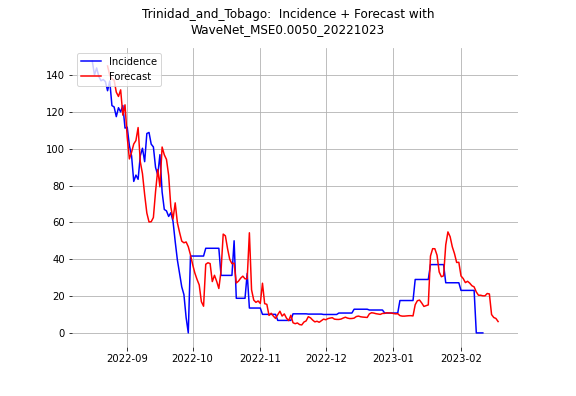 Trinidad_and_Tobago:  Incidence + Forecast with
WaveNet_MSE0.0050_20221023
Incidence
Forecast
140
120
100
80
60
40
20
0
2022-09 2022-10 2022-11 2022-12 2023-01 2023-02